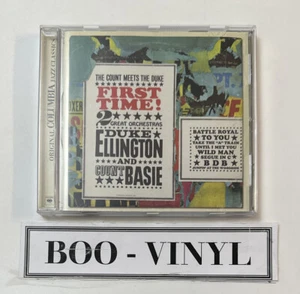 ORIGINAL COLUMBIA JAZZ CLASSICS
THE COUNT MEETS THE DUKE
FIRST TIME!
2 GREAT ORCHESTRAS
DUKE
ELLINGTON
AND
COUNT
BASIE
BATTLE ROYAL
TO YOU
TAKE THE "A" TRAIN
UNTIL I MET YOU
WILD MAN
SEGUE IN C
B D B
BOO - VINYL